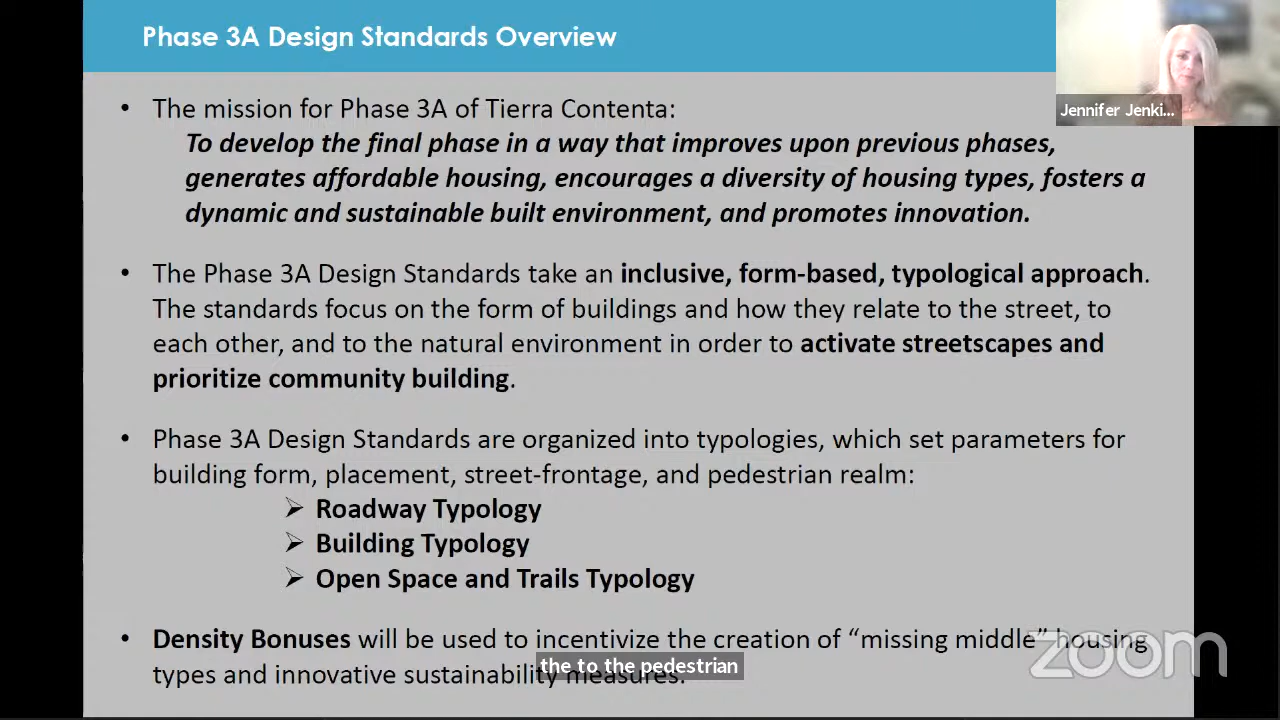 Phase 3A Design Standards Overview
Jennifer Jenki...
• The mission for Phase 3A of Tierra Contenta:
To develop the final phase in a way that improves upon previous phases,
generates affordable housing, encourages a diversity of housing types, fosters a
dynamic and sustainable built environment, and promotes innovation.
• The Phase 3A Design Standards take an inclusive, form-based, typological approach.
The standards focus on the form of buildings and how they relate to the street, to
each other, and to the natural environment in order to activate streetscapes and
prioritize community building.
• Phase 3A Design Standards are organized into typologies, which set parameters for
building form, placement, street-frontage, and pedestrian realm:
➢ Roadway Typology
➢ Building Typology
➢ Open Space and Trails Typology
• Density Bonuses will be used to incentivize the creation of “missing middle” housing
types and innovative sustainability measures.
the to the pedestrian
zoom